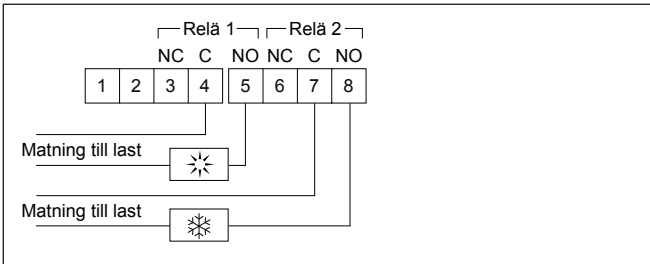 Relä 1 Relä 2
NC C NO NC C NO
1 2 3 4 5 6 7 8
Matning till last
Matning till last